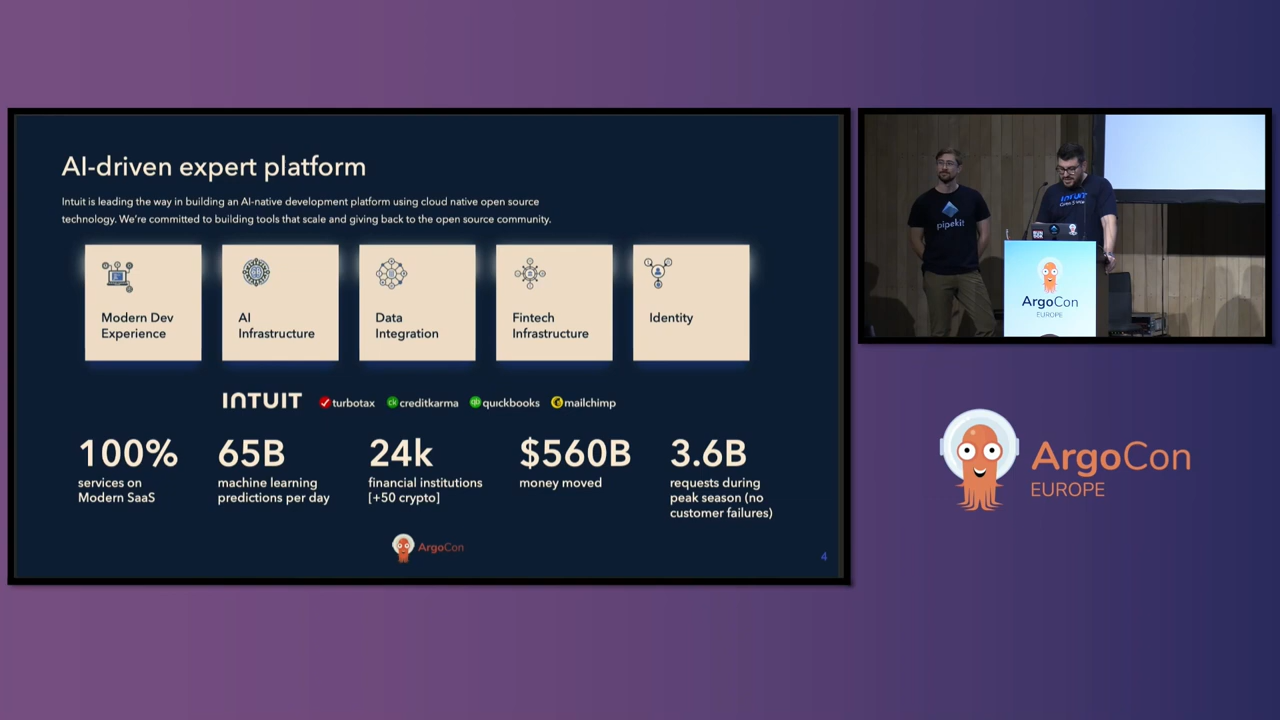 AI-driven expert platform
Intuit is leading the way in building an AI-native development platform using cloud native open source
technology. We're committed to building tools that scale and giving back to the open source community.
Modern Dev
Experience
AI
Infrastructure
Data
Integration
Fintech
Infrastructure
Identity
INTUIT turbotax creditkarma quickbooks mailchimp
100%
services on
Modern SaaS
65B
machine learning
predictions per day
24k
financial institutions
[+50 crypto]
$560B
money moved
3.6B
requests during
peak season (no
customer failures)
ArgoCon
4
pipekit
INTUIT
ArgoCon
EUROPE
ArgoCon
EUROPE